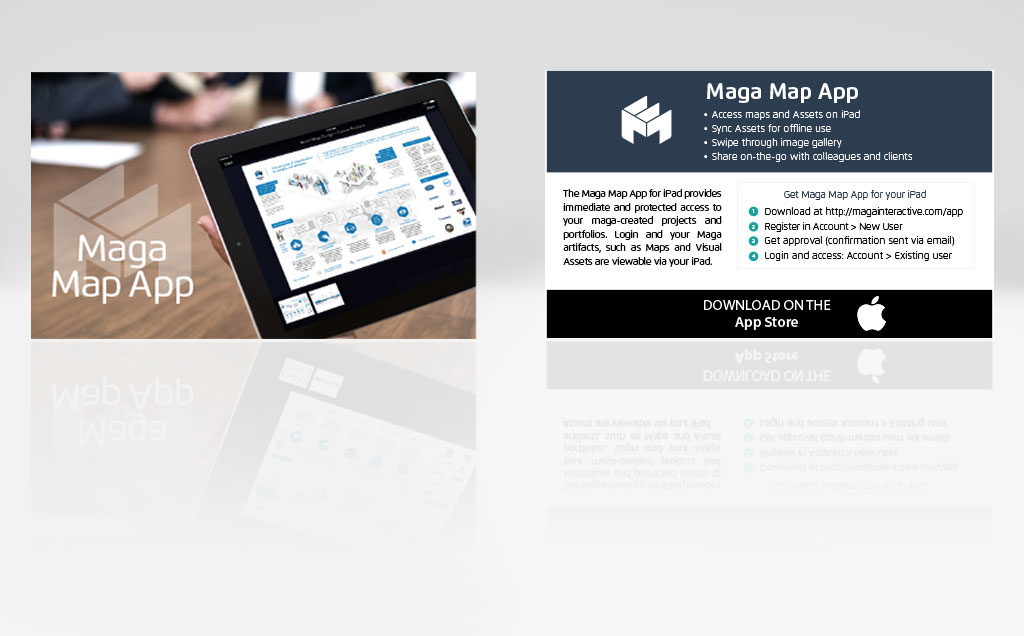 Maga
Map App
Maga Map App
• Access maps and Assets on iPad
• Sync Assets for offline use
• Swipe through image gallery
• Share on-the-go with colleagues and clients
The Maga Map App for iPad provides
immediate and protected access to
your maga-created projects and
portfolios. Login and your Maga
artifacts, such as Maps and Visual
Assets are viewable via your iPad.
Get Maga Map App for your iPad
1 Download at http://magainteractive.com/app
2 Register in Account > New User
3 Get approval (confirmation sent via email)
4 Login and access: Account > Existing user
DOWNLOAD ON THE
App Store